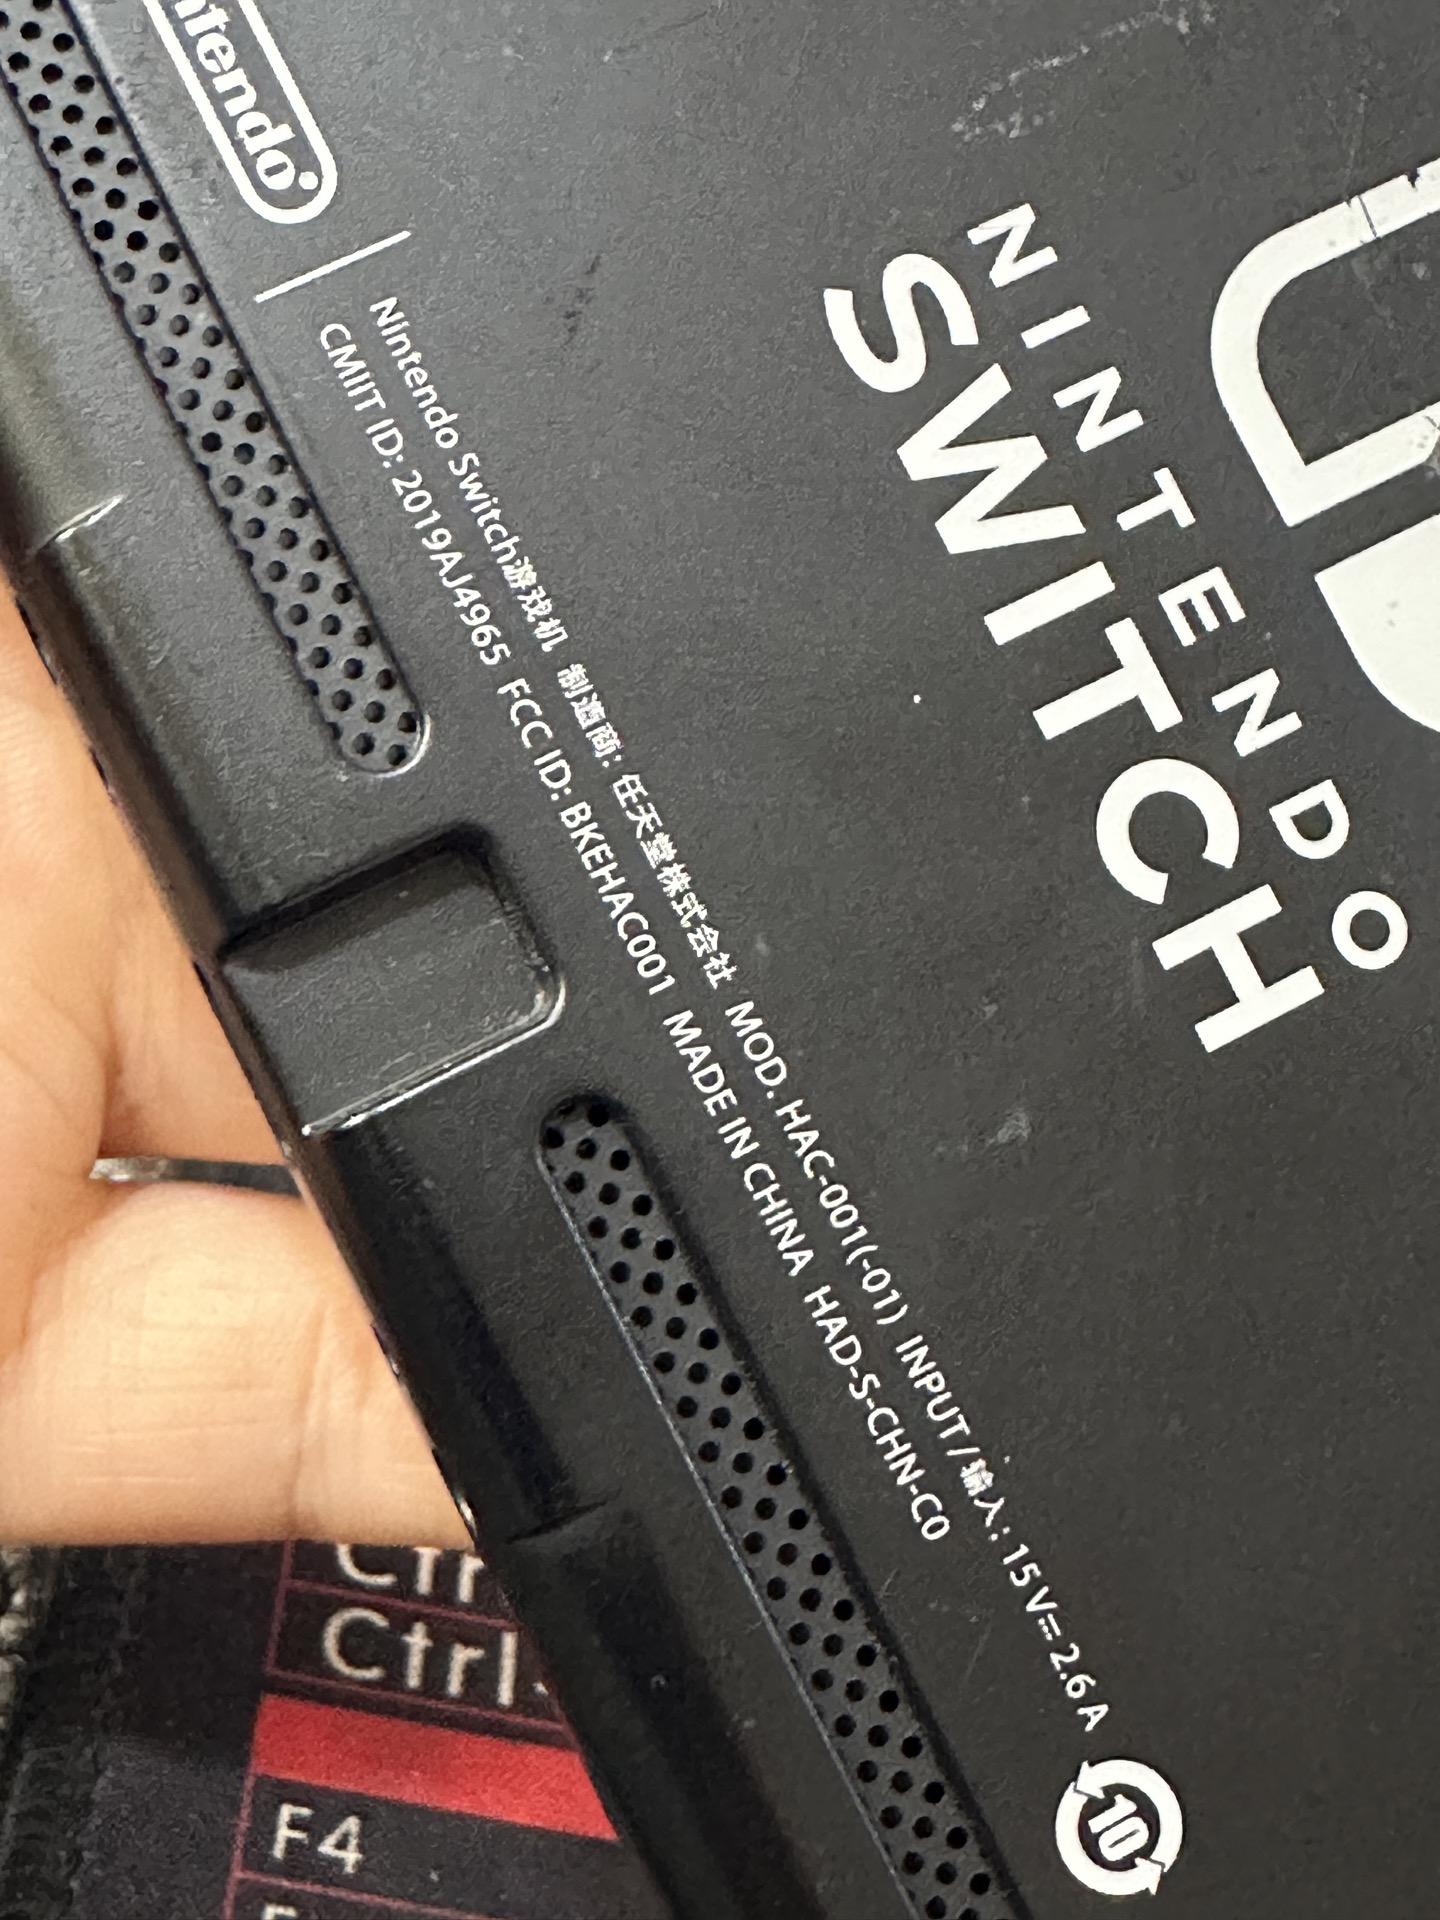 Nintendo
Nintendo Switch游戏机 制造商: 任天堂株式会社 MOD. HAC-001(-01) INPUT/输入: 15V⎓2.6A
CMIIT ID: 2019AJ4965 FCC ID: BKEHAC001 MADE IN CHINA HAD-S-CHN-C0
10
NINTENDO
SWITCH
Ctrl
F4